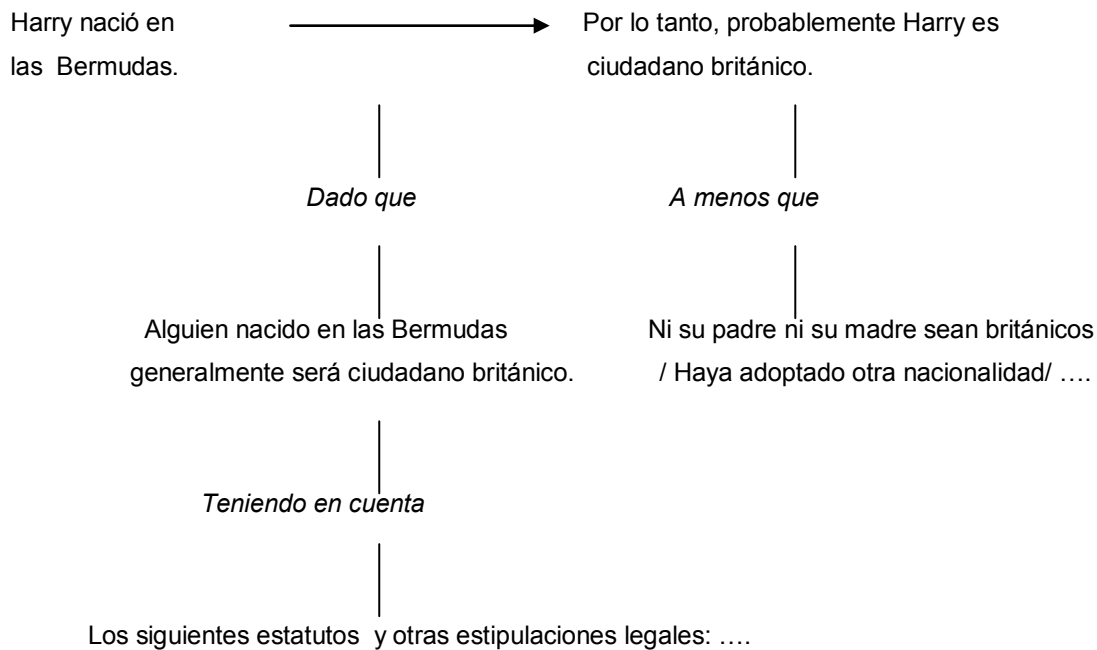 Harry nació en
las Bermudas.
Por lo tanto, probablemente Harry es
ciudadano británico.
Dado que
A menos que
Alguien nacido en las Bermudas
generalmente será ciudadano británico.
Ni su padre ni su madre sean británicos
/ Haya adoptado otra nacionalidad/ ….
Teniendo en cuenta
Los siguientes estatutos y otras estipulaciones legales: ….